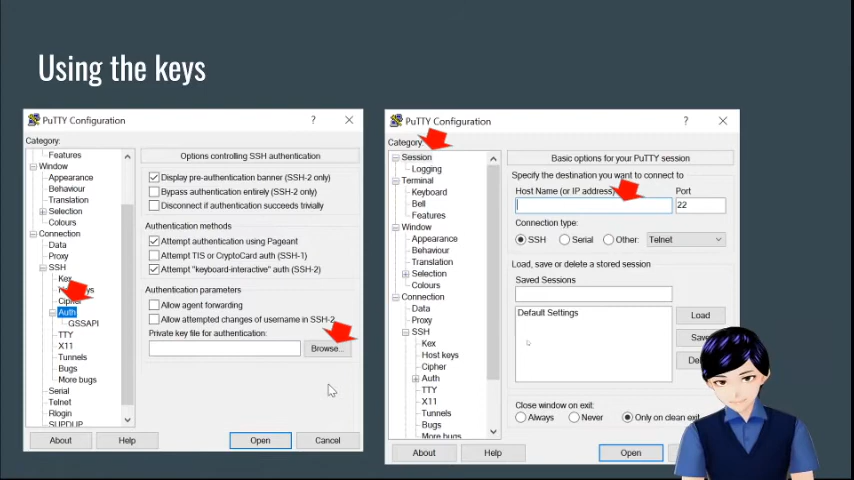 Using the keys
PuTTY Configuration
?
Category:
Features
Window
Appearance
Behaviour
Translation
Selection
Colours
Connection
Data
Proxy
SSH
Kex
Cipher
Auth
GSSAPI
TTY
X11
Tunnels
Bugs
More bugs
Serial
Telnet
Rlogin
SUPDUP
Options controlling SSH authentication
Display pre-authentication banner (SSH-2 only)
Bypass authentication entirely (SSH-2 only)
Disconnect if authentication succeeds trivially
Authentication methods
Attempt authentication using Pageant
Attempt TIS or CryptoCard auth (SSH-1)
Attempt "keyboard-interactive" auth (SSH-2)
Authentication parameters
Allow agent forwarding
Allow attempted changes of username in SSH-2
Private key file for authentication:
Browse...
About
Help
Open
Cancel
PuTTY Configuration
?
Category:
Session
Logging
Terminal
Keyboard
Bell
Features
Window
Appearance
Behaviour
Translation
Selection
Colours
Connection
Data
Proxy
SSH
Kex
Host keys
Cipher
Auth
TTY
X11
Tunnels
Bugs
More bugs
Basic options for your PuTTY session
Specify the destination you want to connect to
Host Name (or IP address)
Port
22
Connection type:
SSH
Serial
Other:
Telnet
Load, save or delete a stored session
Saved Sessions
Default Settings
Load
Save
De
Close window on exit:
Always
Never
Only on clean exit
About
Help
Open